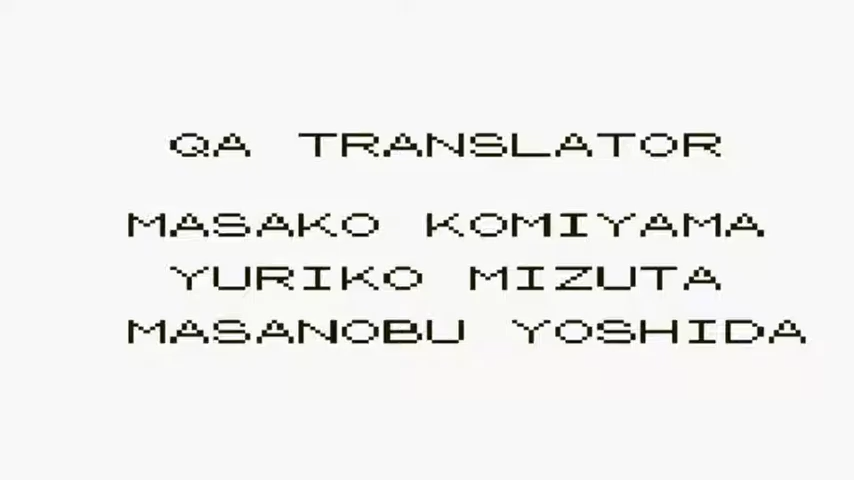 QA TRANSLATOR
MASAKO KOMIYAMA
YURIKO MIZUTA
MASANOBU YOSHIDA